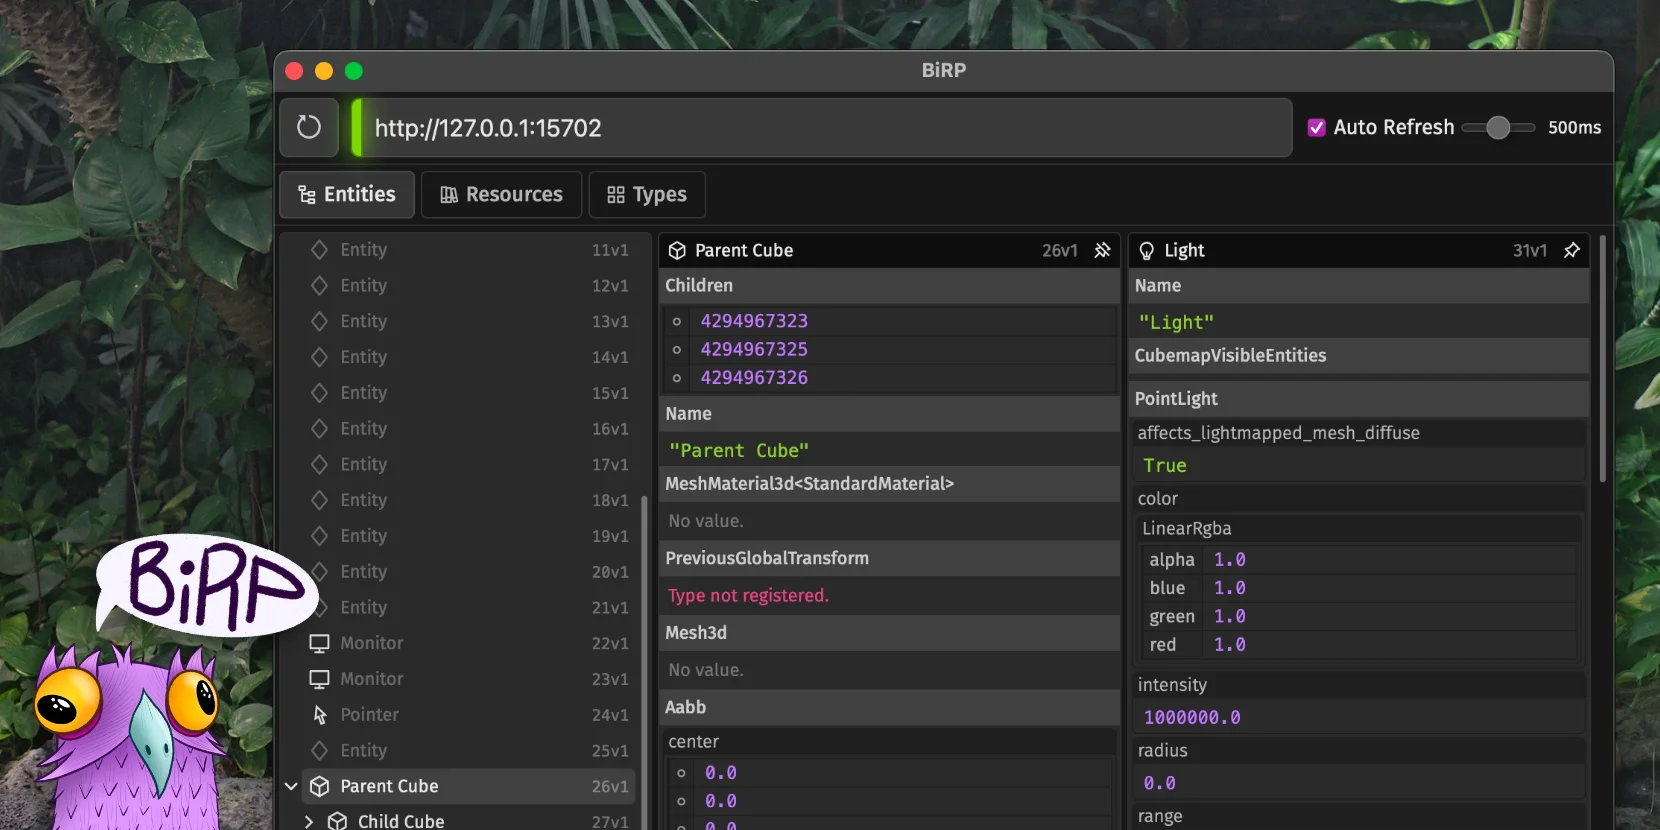 BiRP
http://127.0.0.1:15702
Auto Refresh
500ms
Entities
Resources
Types
Entity 11v1
Entity 12v1
Entity 13v1
Entity 14v1
Entity 15v1
Entity 16v1
Entity 17v1
Entity 18v1
Entity 19v1
Entity 20v1
Entity 21v1
Monitor 22v1
Monitor 23v1
Pointer 24v1
Entity 25v1
Parent Cube 26v1
Child Cube 27v1
Parent Cube 26v1
Children
4294967323
4294967325
4294967326
Name
"Parent Cube"
MeshMaterial3d<StandardMaterial>
No value.
PreviousGlobalTransform
Type not registered.
Mesh3d
No value.
Aabb
center
0.0
0.0
0.0
Light 31v1
Name
"Light"
CubemapVisibleEntities
PointLight
affects_lightmapped_mesh_diffuse
True
color
LinearRgba
alpha 1.0
blue 1.0
green 1.0
red 1.0
intensity
1000000.0
radius
0.0
range
BiRP